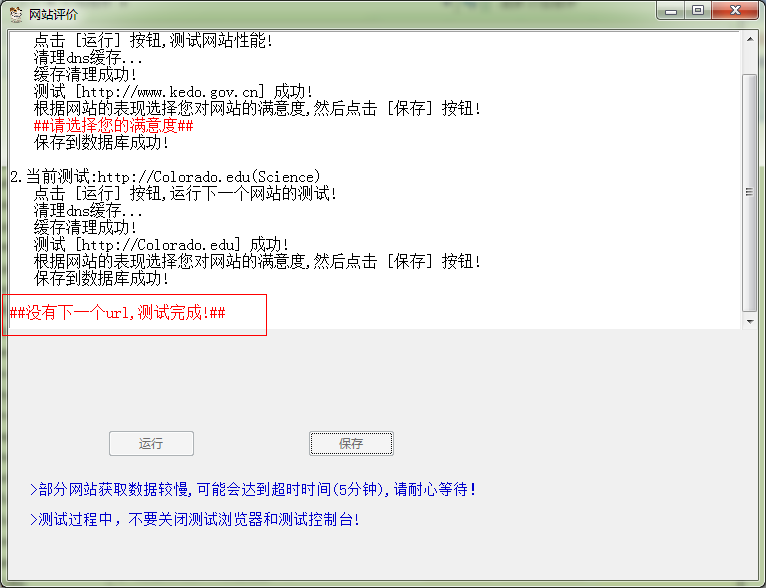 网站评价
点击 [运行] 按钮,测试网站性能!
清理dns缓存...
缓存清理成功!
测试 [http://www.kedo.gov.cn] 成功!
根据网站的表现选择您对网站的满意度,然后点击 [保存] 按钮!
##请选择您的满意度##
保存到数据库成功!
2.当前测试:http://Colorado.edu(Science)
点击 [运行] 按钮,运行下一个网站的测试!
清理dns缓存...
缓存清理成功!
测试 [http://Colorado.edu] 成功!
根据网站的表现选择您对网站的满意度,然后点击 [保存] 按钮!
保存到数据库成功!
##没有下一个url,测试完成!##
运行 保存
>部分网站获取数据较慢,可能会达到超时时间(5分钟),请耐心等待!
>测试过程中，不要关闭测试浏览器和测试控制台!